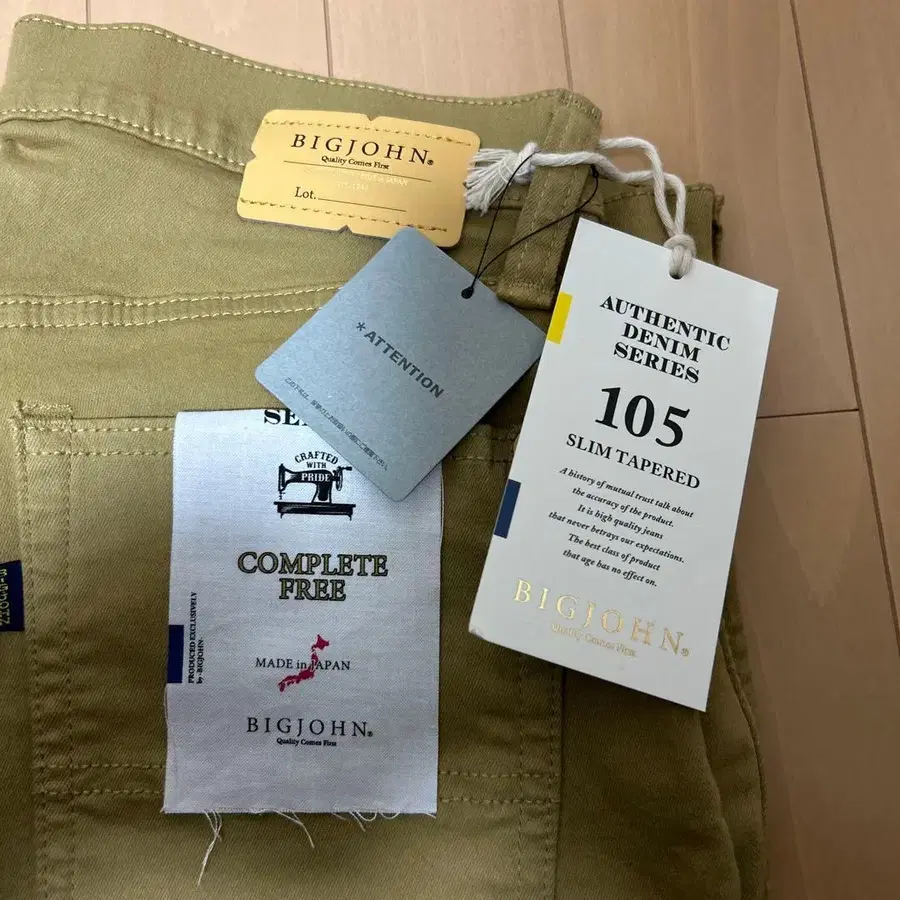 BIGJOHN®
Quality Comes First
JAPAN
Lot.
*ATTENTION
AUTHENTIC
DENIM
SERIES
105
SLIM TAPERED
A history of mutual trust talk about
the accuracy of the product.
It is high quality jeans
that never betrays our expectations.
The best class of product
that age has no effect on.
BIGJOHN®
Quality Comes First
CRAFTED
WITH
PRIDE
COMPLETE
FREE
PRODUCED EXCLUSIVELY
by -BIGJOHN-
MADE in JAPAN
BIGJOHN®
Quality Comes First
BIGJOHN